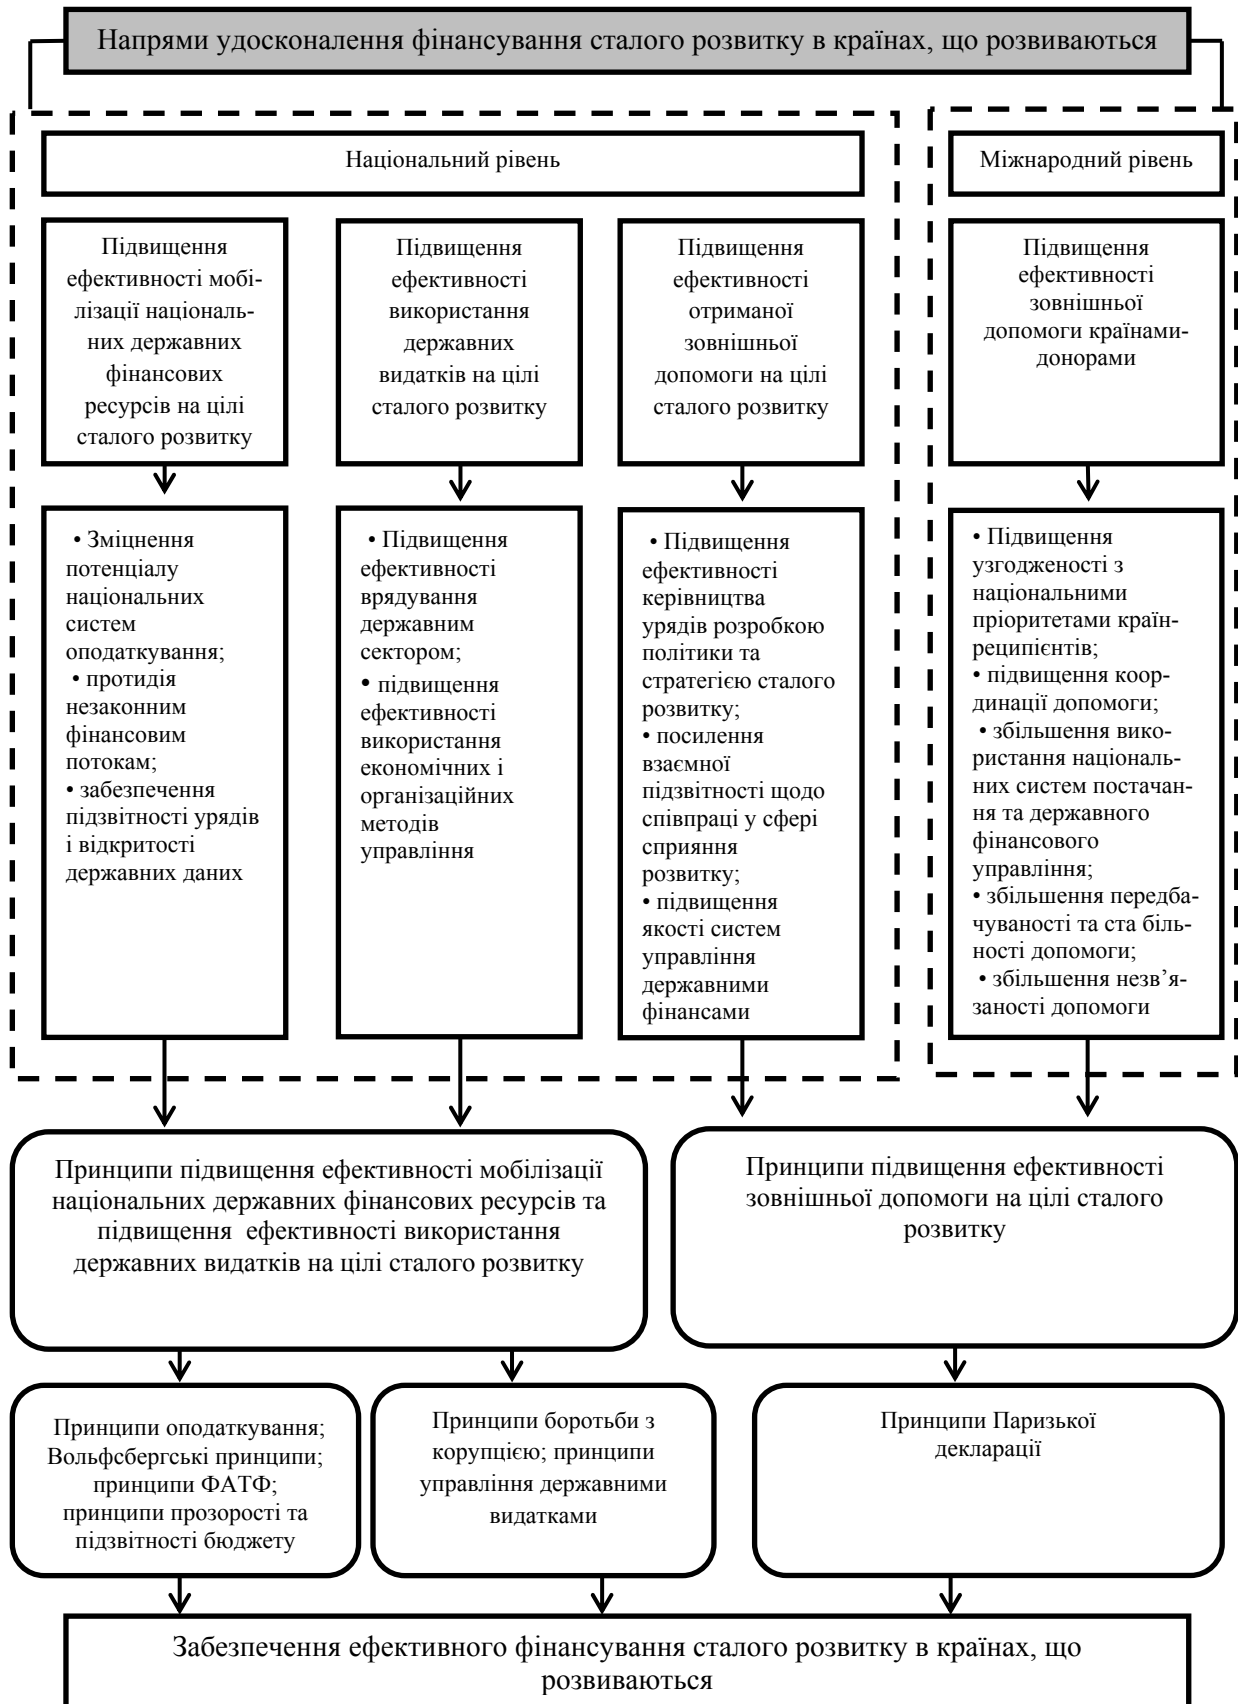 Напрями удосконалення фінансування сталого розвитку в країнах, що розвиваються
Національний рівень
Міжнародний рівень
Підвищення
ефективності мобі-
лізації національ-
них державних
фінансових
ресурсів на цілі
сталого розвитку
Підвищення
ефективності
використання
державних
видатків на цілі
сталого розвитку
Підвищення
ефективності
отриманої
зовнішньої
допомоги на цілі
сталого розвитку
Підвищення
ефективності
зовнішньої
допомоги країнами-
донорами
• Зміцнення
потенціалу
національних
систем
оподаткування;
• протидія
незаконним
фінансовим
потокам;
• забезпечення
підзвітності урядів
і відкритості
державних даних
• Підвищення
ефективності
врядування
державним
сектором;
• підвищення
ефективності
використання
економічних і
організаційних
методів
управління
• Підвищення
ефективності
керівництва
урядів розробкою
політики та
стратегією сталого
розвитку;
• посилення
взаємної
підзвітності щодо
співпраці у сфері
сприяння
розвитку;
• підвищення
якості систем
управління
державними
фінансами
• Підвищення
узгодженості з
національними
пріоритетами країн-
реципієнтів;
• підвищення коор-
динації допомоги;
• збільшення вико-
ристання національ-
них систем постачан-
ня та державного
фінансового
управління;
• збільшення передба-
чуваності та ста біль-
ності допомоги;
• збільшення незв’я-
заності допомоги
Принципи підвищення ефективності мобілізації
національних державних фінансових ресурсів та
підвищення ефективності використання
державних видатків на цілі сталого розвитку
Принципи підвищення ефективності
зовнішньої допомоги на цілі сталого
розвитку
Принципи оподаткування;
Вольфсбергські принципи;
принципи ФАТФ;
принципи прозорості та
підзвітності бюджету
Принципи боротьби з
корупцією; принципи
управління державними
видатками
Принципи Паризької
декларації
Забезпечення ефективного фінансування сталого розвитку в країнах, що
розвиваються